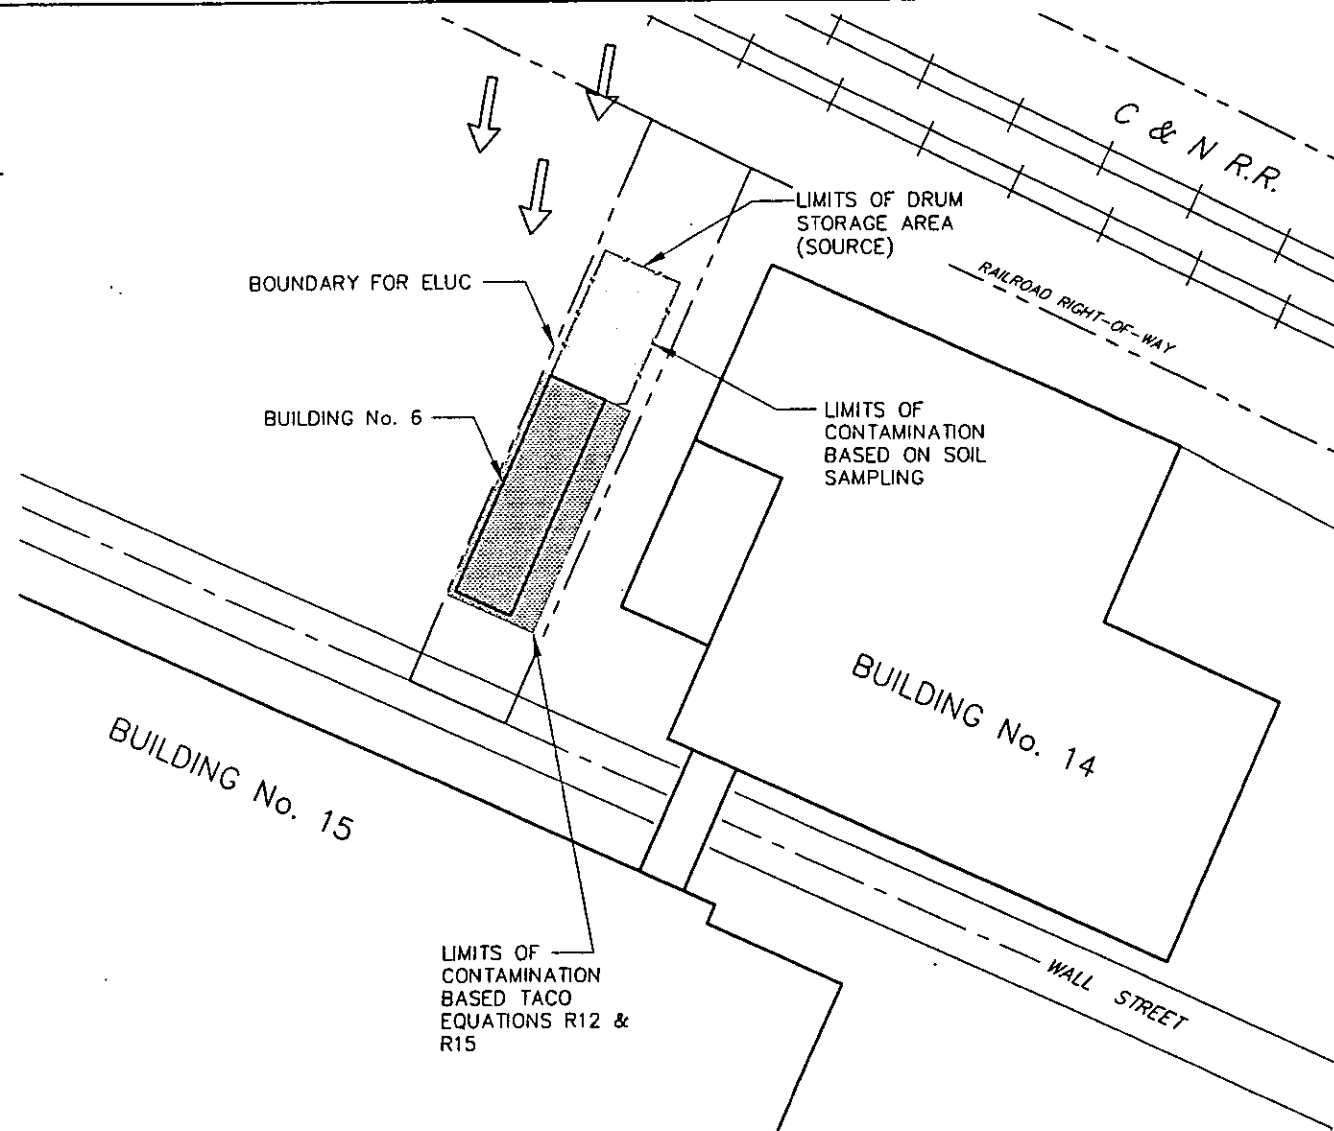 C & N R.R.
LIMITS OF DRUM
STORAGE AREA
(SOURCE)
RAILROAD RIGHT-OF-WAY
BOUNDARY FOR ELUC
BUILDING No. 6
LIMITS OF
CONTAMINATION
BASED ON SOIL
SAMPLING
BUILDING No. 14
BUILDING No. 15
LIMITS OF
CONTAMINATION
BASED TACO
EQUATIONS R12 &
R15
WALL STREET